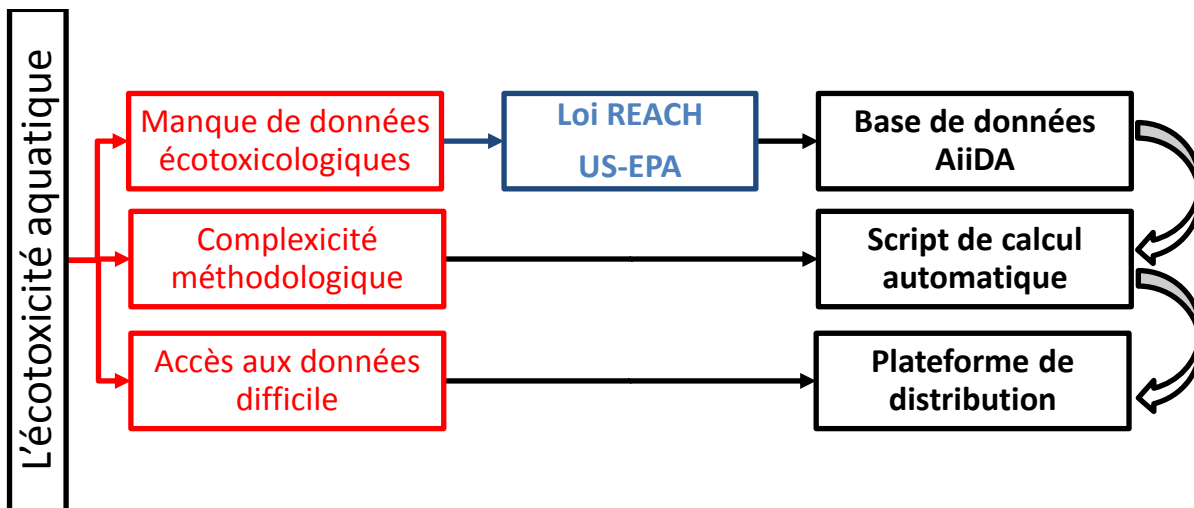 L'écotoxicité aquatique
Manque de données
écotoxicologiques
Loi REACH
US-EPA
Base de données
AiiDA
Complexicité
méthodologique
Script de calcul
automatique
Accès aux données
difficile
Plateforme de
distribution